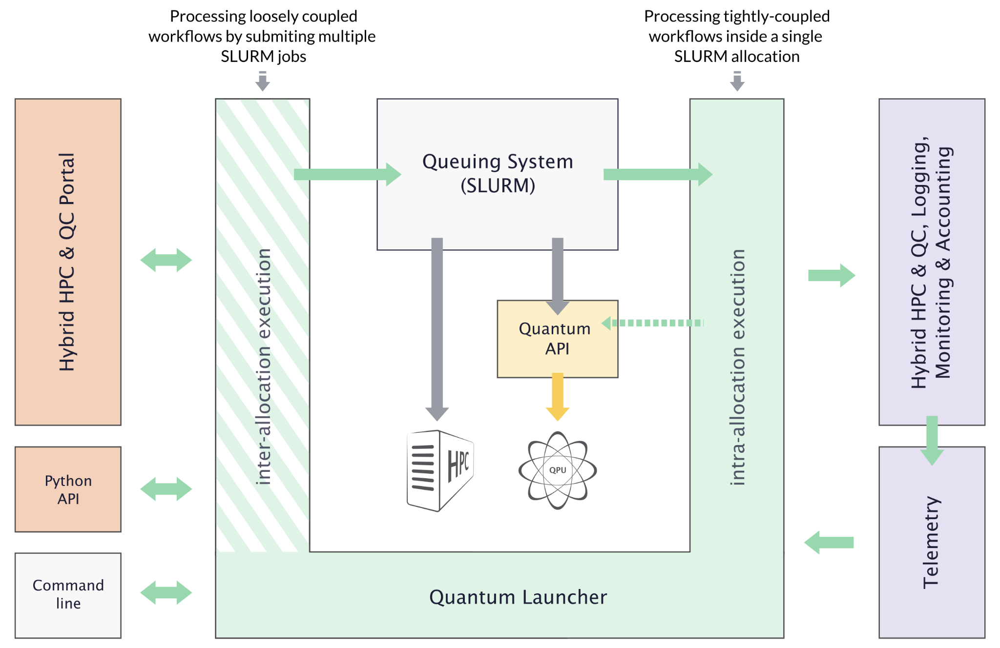 Processing loosely coupled
workflows by submiting multiple
SLURM jobs
Processing tightly-coupled
workflows inside a single
SLURM allocation
Hybrid HPC & QC Portal
Python
API
Command
line
inter-allocation execution
Queuing System
(SLURM)
Quantum
API
HPC
QPU
intra-allocation execution
Quantum Launcher
Hybrid HPC & QC, Logging,
Monitoring & Accounting
Telemetry